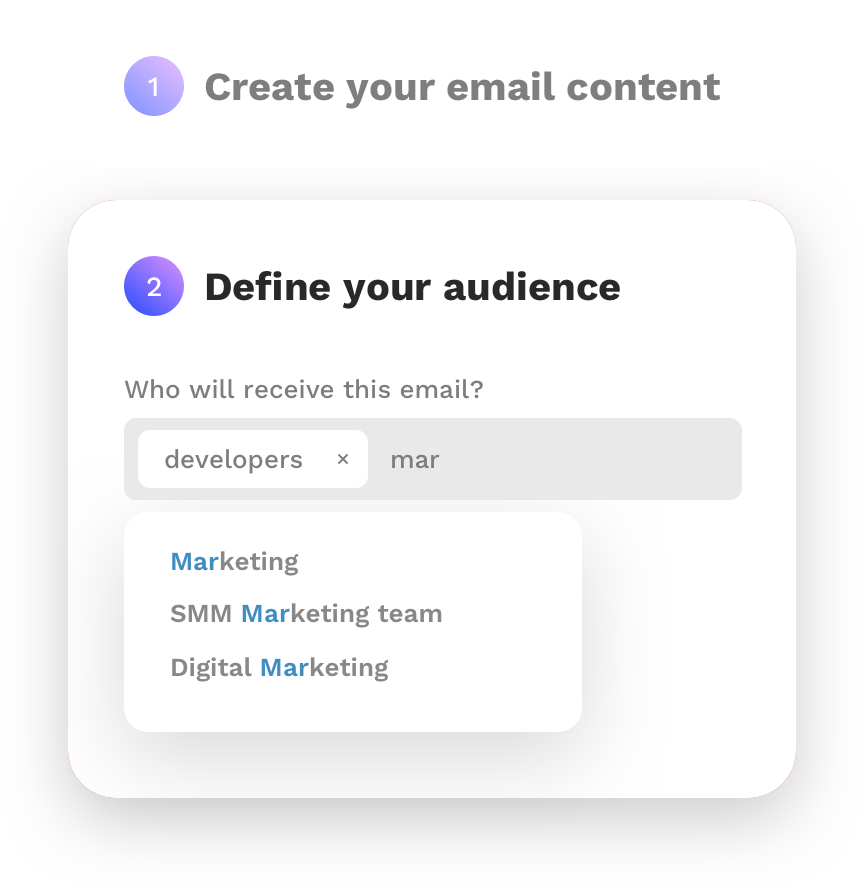 1 Create your email content
2 Define your audience
Who will receive this email?
developers × mar
Marketing
SMM Marketing team
Digital Marketing